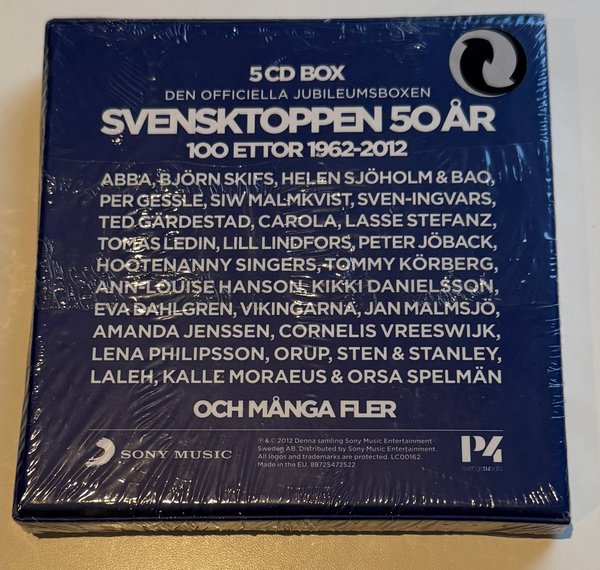 5 CD BOX
DEN OFFICIELLA JUBILEUMSBOXEN
SVENSKTOPPEN 50 ÅR
100 ETTOR 1962-2012
ABBA, BJÖRN SKIFS, HELEN SJÖHOLM & BAO,
PER GESSLE, SIW MALMKVIST, SVEN-INGVARS,
TED GÄRDESTAD, CAROLA, LASSE STEFANZ,
TOMAS LEDIN, LILL LINDFORS, PETER JÖBACK,
HOOTENANNY SINGERS, TOMMY KÖRBERG,
ANN-LOUISE HANSON, KIKKI DANIELSSON,
EVA DAHLGREN, VIKINGARNA, JAN MALMSJÖ,
AMANDA JENSSEN, CORNELIS VREESWIJK,
LENA PHILIPSSON, ORUP, STEN & STANLEY,
LALEH, KALLE MORAEUS & ORSA SPELMÄN
OCH MÅNGA FLER
SONY MUSIC
℗ & © 2012 Denna samling Sony Music Entertainment
Sweden AB. Distributed by Sony Music Entertainment.
All logos and trademarks are protected. LC00162.
Made in the EU. 88725472522
P4
Sveriges Radio